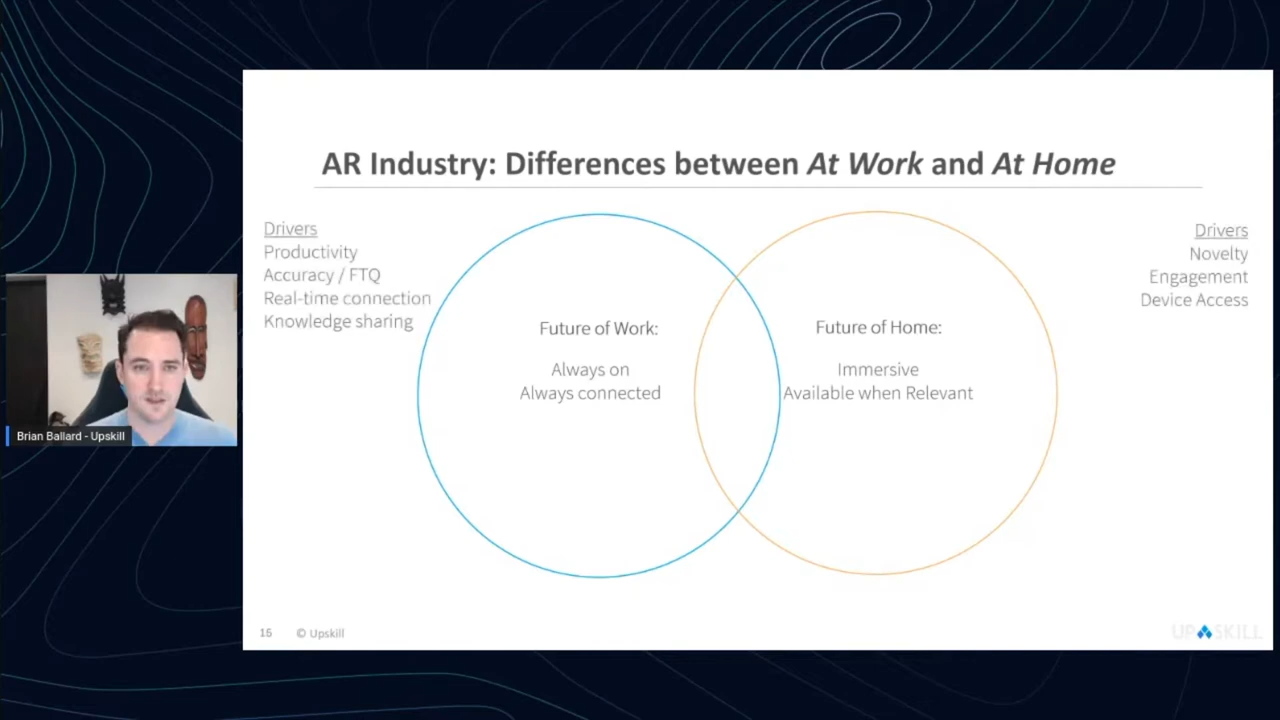 AR Industry: Differences between At Work and At Home
Drivers
Productivity
Accuracy / FTQ
Real-time connection
Knowledge sharing
Future of Work:
Always on
Always connected
Future of Home:
Immersive
Available when Relevant
Drivers
Novelty
Engagement
Device Access
Brian Ballard - Upskill
15
© Upskill
UPSKILL